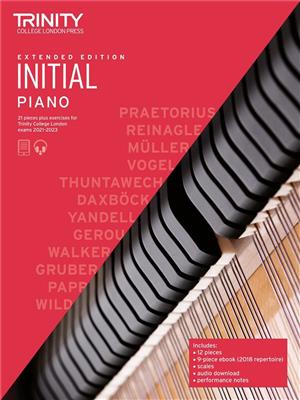 TRINITY
COLLEGE LONDON PRESS
EXTENDED EDITION
INITIAL
PIANO
21 pieces plus exercises for
Trinity College London
exams 2021-2023
PRAETORIUS
REINAGLE
MÜLLER
VOGEL
THUNTAWECH
DAXBÖCK
YANDELL
GEROU
WALKER
GRUBER
PAPP
WILD
Includes:
• 12 pieces
• 9-piece ebook (2018 repertoire)
• scales
• audio download
• performance notes